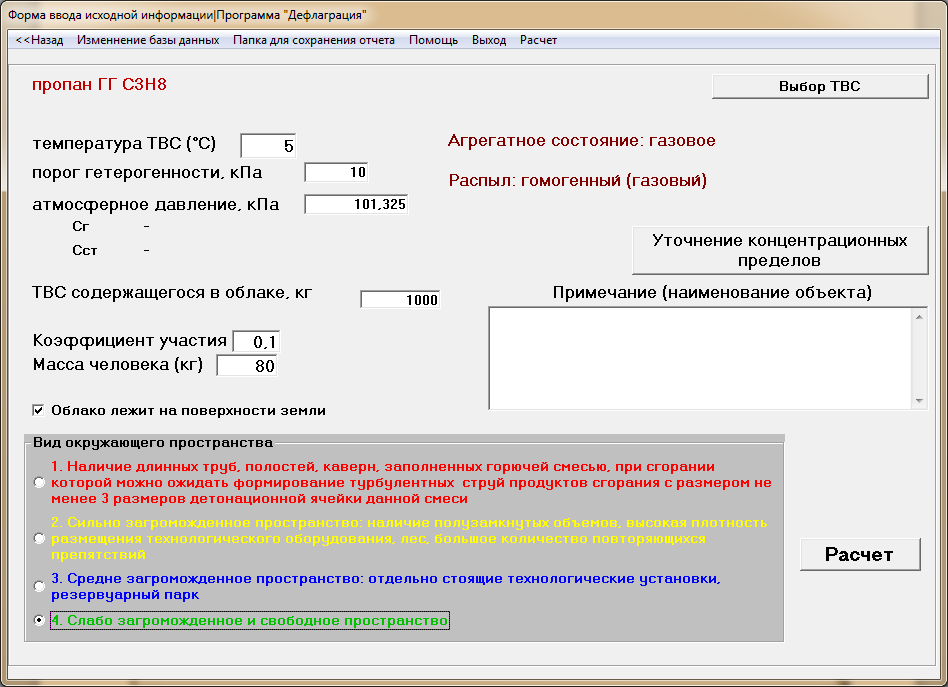 Форма ввода исходной информации|Программа "Дефлаграция"
<<Назад Изменнение базы данных Папка для сохранения отчета Помощь Выход Расчет
пропан ГГ С3Н8
Выбор ТВС
температура ТВС (°С) 5
Агрегатное состояние: газовое
порог гетерогенности, кПа 10
Распыл: гомогенный (газовый)
атмосферное давление, кПа 101,325
Сг -
Сст -
Уточнение концентрационных
пределов
ТВС содержащегося в облаке, кг 1000
Примечание (наименование объекта)
Коэффициент участия 0,1
Масса человека (кг) 80
Облако лежит на поверхности земли
Вид окружающего пространства
1. Наличие длинных труб, полостей, каверн, заполненных горючей смесью, при сгорании
которой можно ожидать формирование турбулентных струй продуктов сгорания с размером не
менее 3 размеров детонационной ячейки данной смеси
2. Сильно загроможденное пространство: наличие полузамкнутых объемов, высокая плотность
размещения технологического оборудования, лес, большое количество повторяющихся
препятствий
3. Средне загроможденное пространство: отдельно стоящие технологические установки,
резервуарный парк
4. Слабо загроможденное и свободное пространство
Расчет